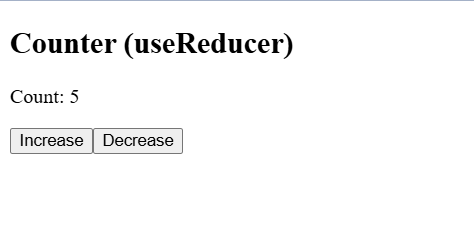 Counter (useReducer)
Count: 5
Increase Decrease